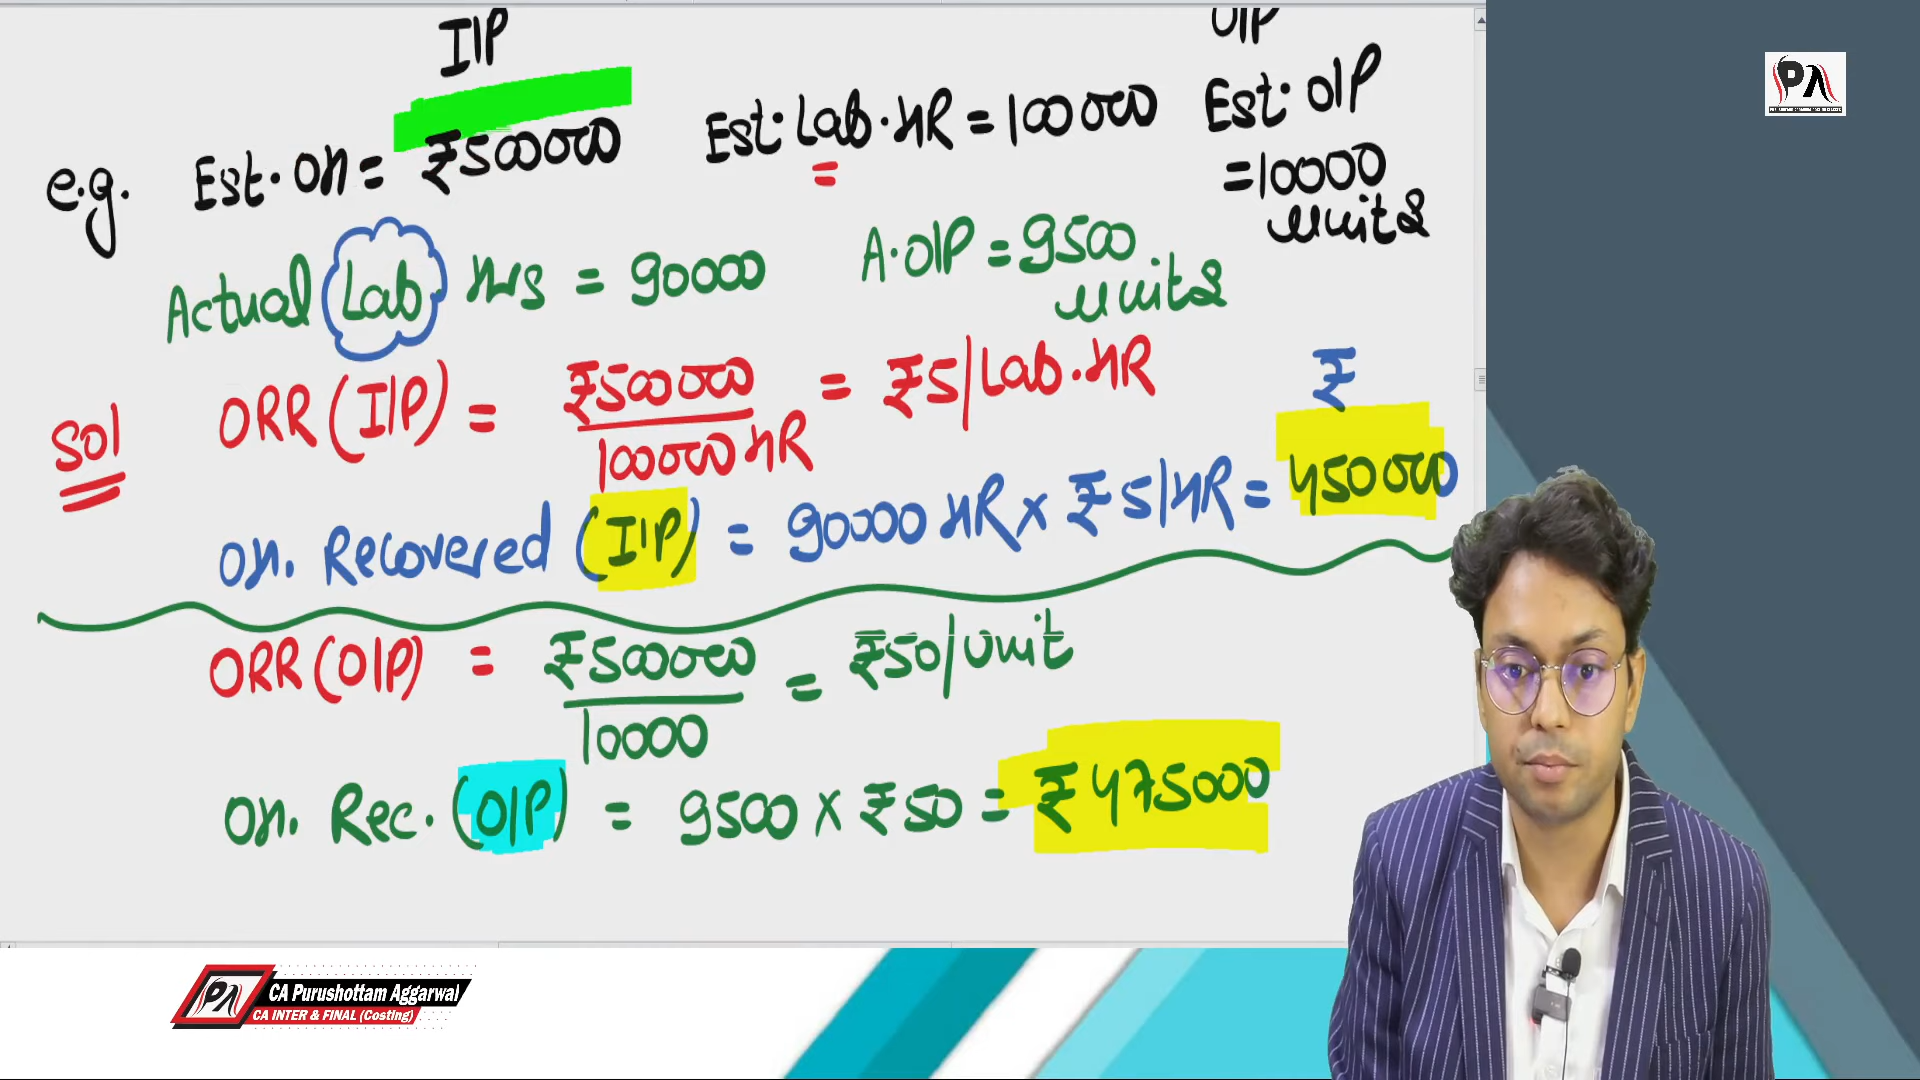 I|P
O|P
e.g. Est. OH = ₹500000 Est. Lab. HR = 100000 Est. O|P = 10000 units
Actual Lab. Hrs = 90000 A.O|P = 9500 units
Sol
ORR (I|P) = ₹500000 / 100000 HR = ₹5|Lab.HR
₹
OH. Recovered (I|P) = 90000 HR x ₹5|HR = 450000
ORR (O|P) = ₹500000 / 10000 = ₹50/Unit
OH. Rec. (O|P) = 9500 x ₹50 = ₹475000
PA
CA Purushottam Aggarwal
CA INTER & FINAL (Costing)
PA